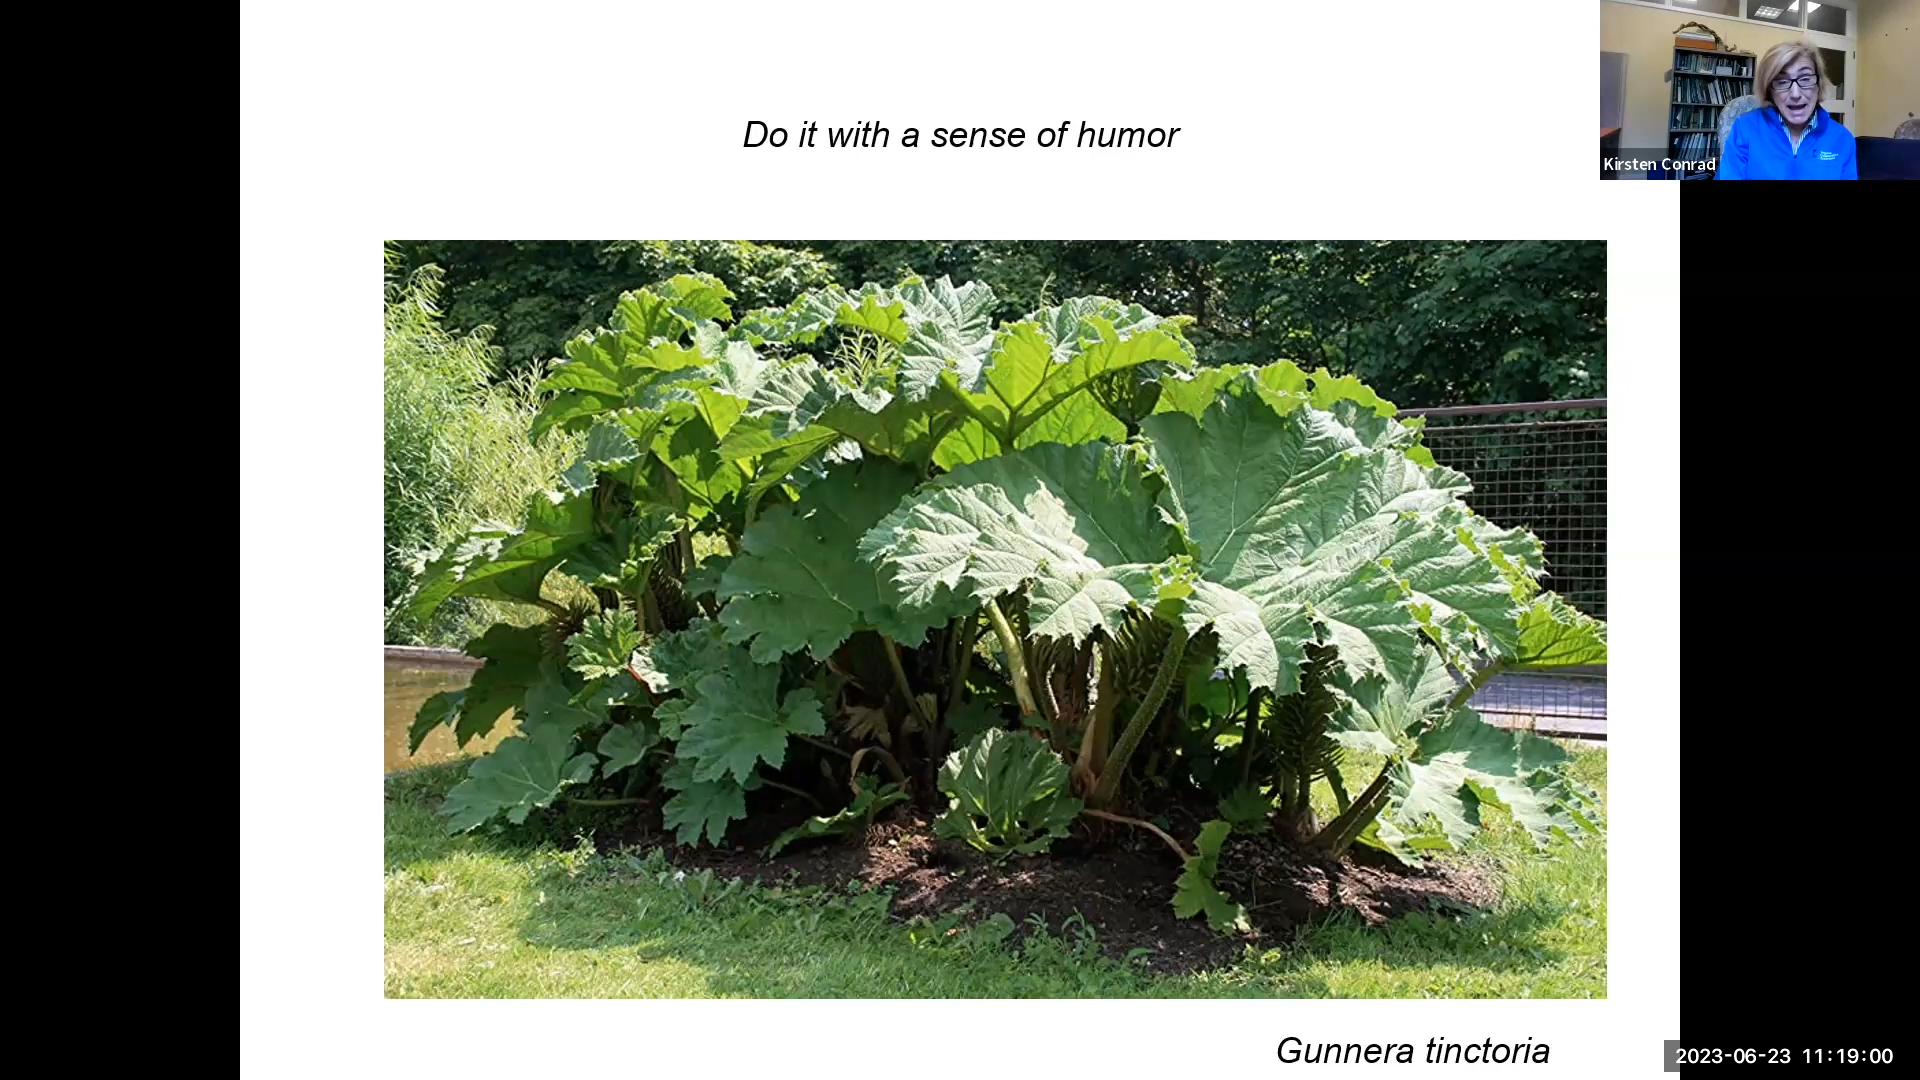 Do it with a sense of humor
Kirsten Conrad
Gunnera tinctoria
2023-06-23 11:19:00